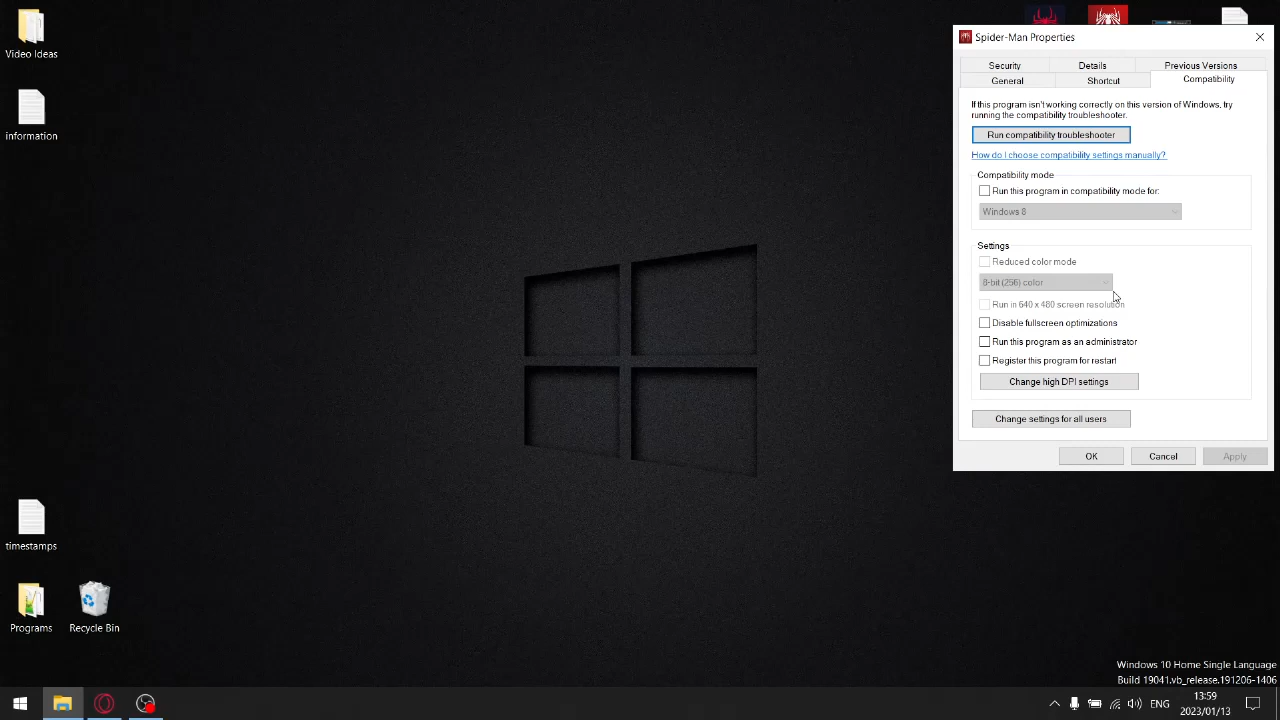 Video Ideas
information
timestamps
Programs
Recycle Bin
Spider-Man Properties
Security
Details
Previous Versions
General
Shortcut
Compatibility
If this program isn't working correctly on this version of Windows, try
running the compatibility troubleshooter.
Run compatibility troubleshooter
How do I choose compatibility settings manually?
Compatibility mode
Run this program in compatibility mode for:
Windows 8
Settings
Reduced color mode
8-bit (256) color
Run in 640 x 480 screen resolution
Disable fullscreen optimizations
Run this program as an administrator
Register this program for restart
Change high DPI settings
Change settings for all users
OK
Cancel
Apply
Windows 10 Home Single Language
Build 19041.vb_release.191206-1406
ENG
13:59
2023/01/13